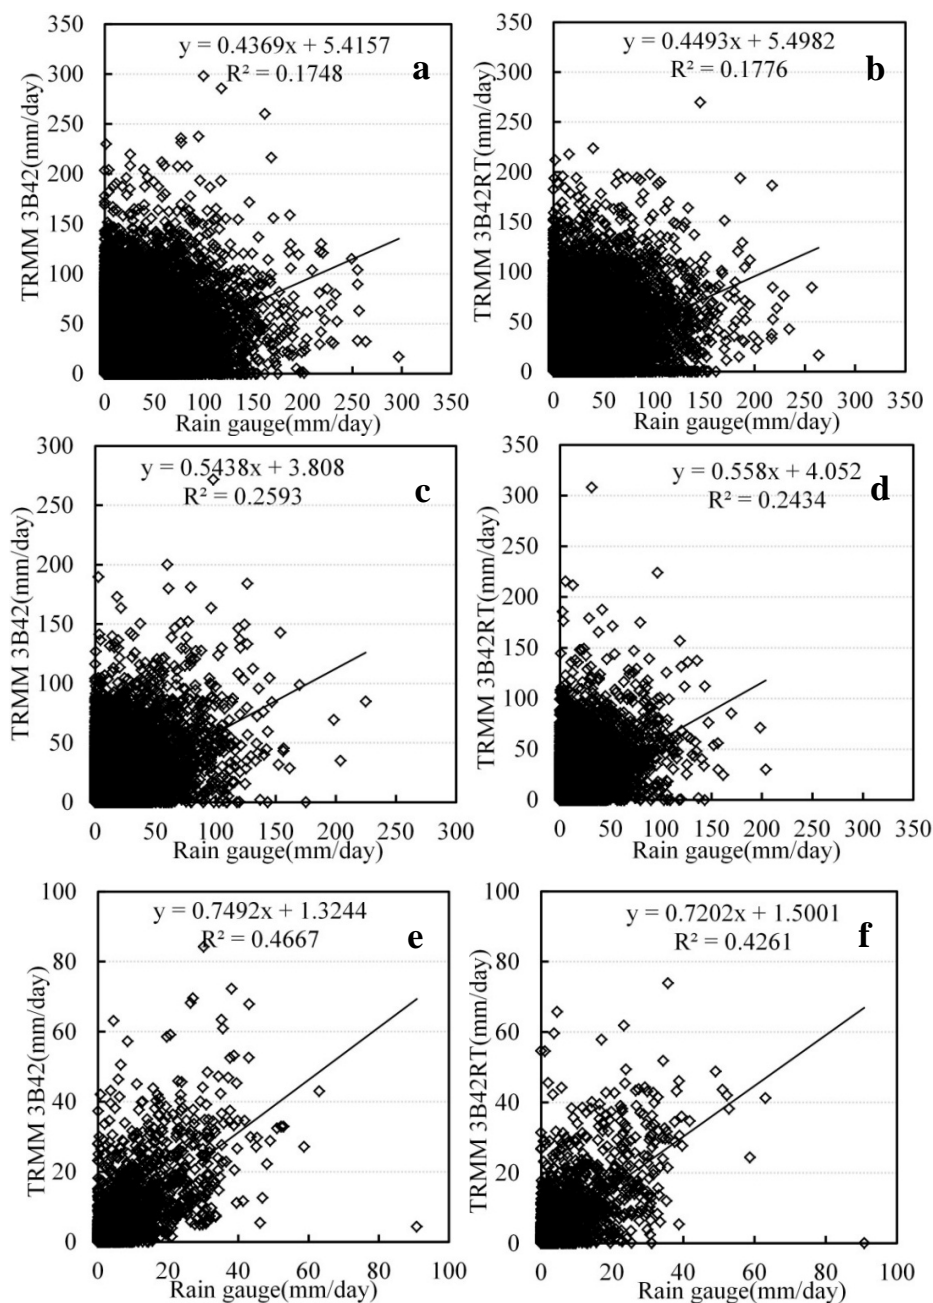 y = 0.4369x + 5.4157
R² = 0.1748
a
TRMM 3B42(mm/day)
350
300
250
200
150
100
50
0
0 50 100 150 200 250 300 350
Rain gauge(mm/day)
y = 0.4493x + 5.4982
R² = 0.1776
b
TRMM 3B42RT(mm/day)
350
300
250
200
150
100
50
0
0 50 100 150 200 250 300 350
Rain gauge(mm/day)
y = 0.5438x + 3.808
R² = 0.2593
c
TRMM 3B42(mm/day)
300
250
200
150
100
50
0
0 50 100 150 200 250 300
Rain gauge(mm/day)
y = 0.558x + 4.052
R² = 0.2434
d
TRMM 3B42RT(mm/day)
350
300
250
200
150
100
50
0
0 50 100 150 200 250 300 350
Rain gauge(mm/day)
y = 0.7492x + 1.3244
R² = 0.4667
e
TRMM 3B42(mm/day)
100
80
60
40
20
0
0 20 40 60 80 100
Rain gauge(mm/day)
y = 0.7202x + 1.5001
R² = 0.4261
f
TRMM 3B42RT(mm/day)
100
80
60
40
20
0
0 20 40 60 80 100
Rain gauge(mm/day)